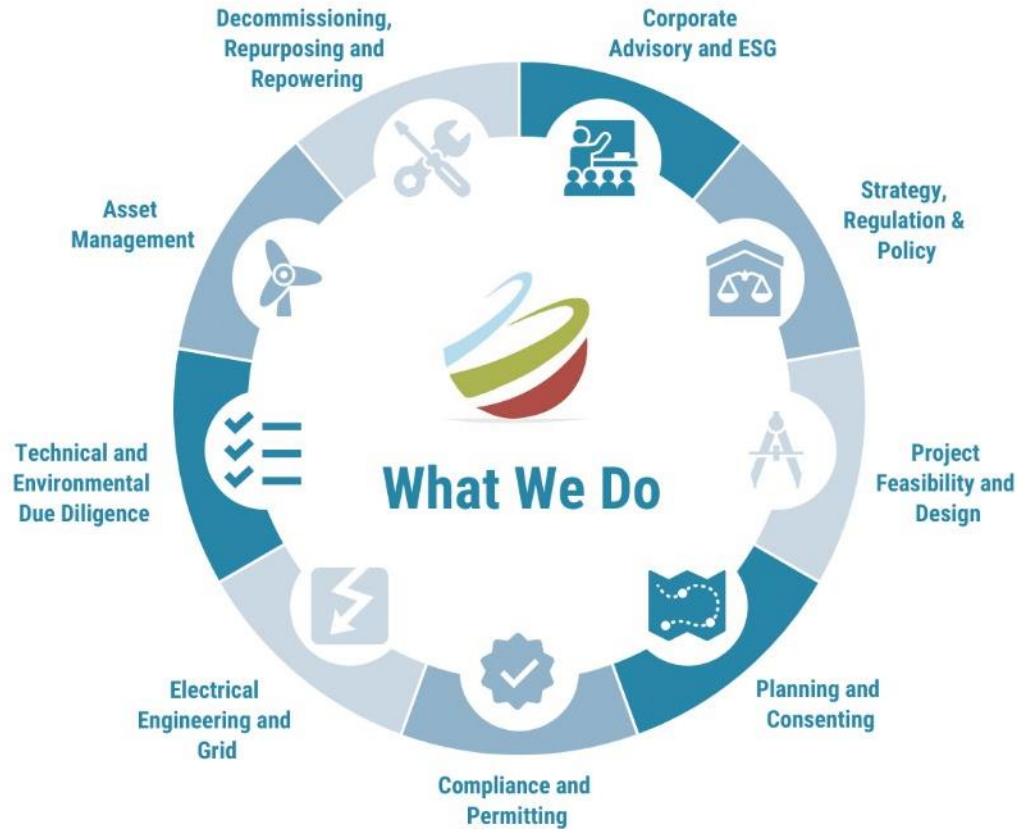 Decommissioning,
Repurposing and
Repowering
Corporate
Advisory and ESG
Strategy,
Regulation &
Policy
Project
Feasibility and
Design
Planning and
Consenting
Compliance and
Permitting
Electrical
Engineering and
Grid
Technical and
Environmental
Due Diligence
Asset
Management
What We Do